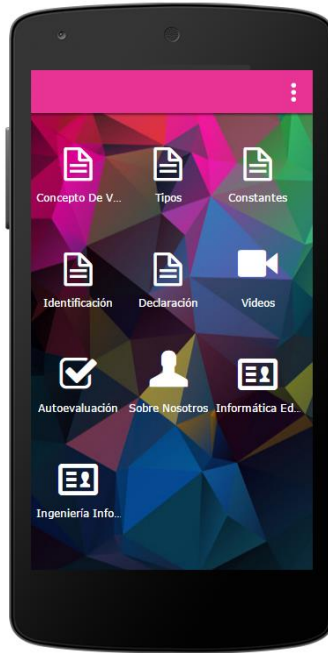 Concepto De V...
Tipos
Constantes
Identificación
Declaración
Videos
Autoevaluación
Sobre Nosotros
Informática Ed...
Ingeniería Info...